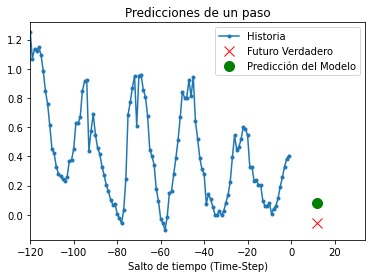 Predicciones de un paso
Historia
Futuro Verdadero
Predicción del Modelo
1.2
1.0
0.8
0.6
0.4
0.2
0.0
−120 −100 −80 −60 −40 −20 0 20
Salto de tiempo (Time-Step)